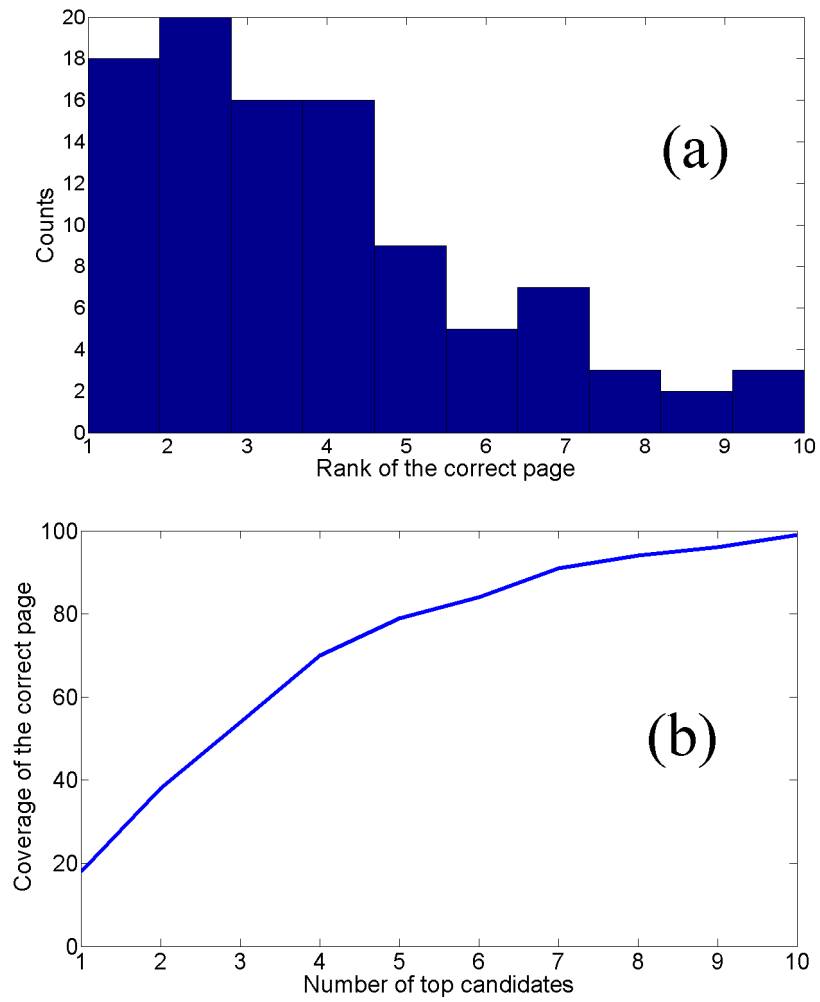 20
18
16
14
12
10
8
6
4
2
0
Counts
(a)
1 2 3 4 5 6 7 8 9 10
Rank of the correct page
100
80
60
40
20
0
Coverage of the correct page
(b)
1 2 3 4 5 6 7 8 9 10
Number of top candidates